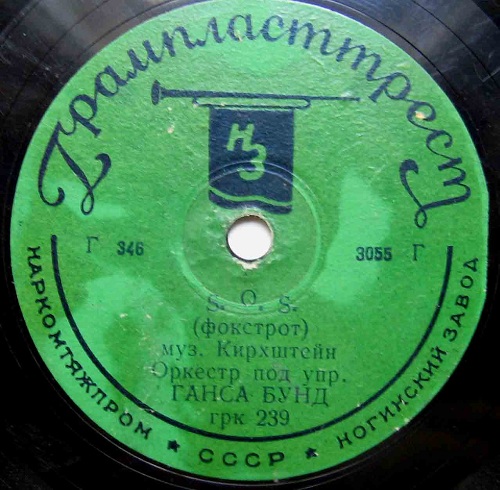 Грампласттрест
НЗ
Г 346
3055 Г
S. O. S.
(фокстрот)
муз. Кирхштейн
Оркестр под упр.
ГАНСА БУНД
грк 239
НАРКОМТЯЖПРОМ ★ СССР ★ НОГИНСКИЙ ЗАВОД